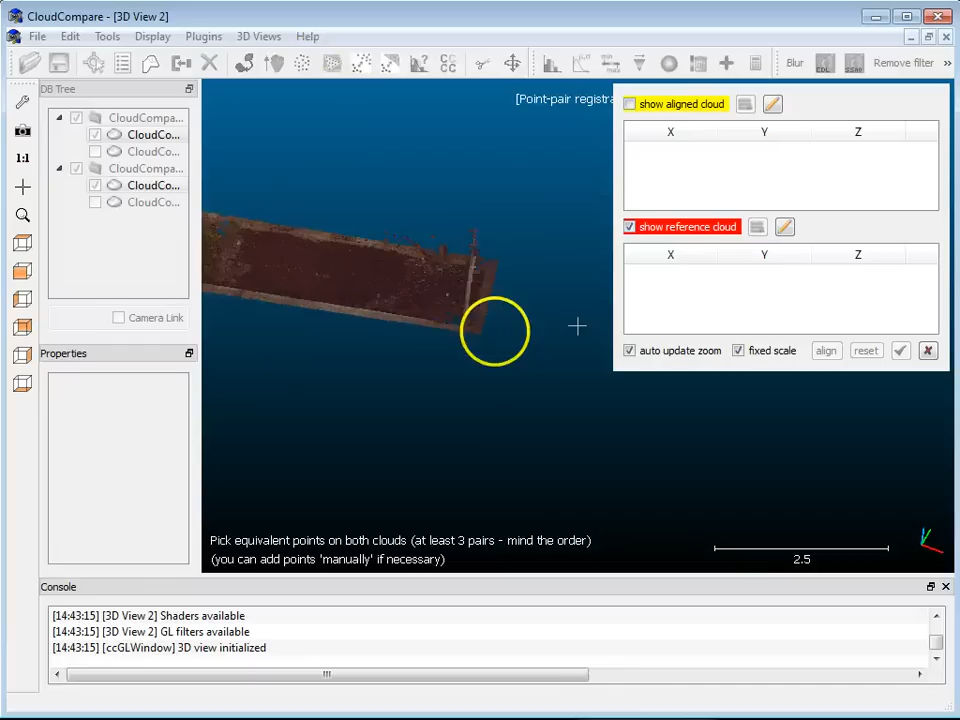 CloudCompare - [3D View 2]
File Edit Tools Display Plugins 3D Views Help
Blur EDL SSAO Remove filter »
DB Tree
CloudCompa...
CloudCo...
CloudCo...
CloudCompa...
CloudCo...
CloudCo...
Camera Link
Properties
1:1
[Point-pair registra
show aligned cloud
X Y Z
show reference cloud
X Y Z
auto update zoom fixed scale align reset
Pick equivalent points on both clouds (at least 3 pairs - mind the order)
(you can add points 'manually' if necessary)
2.5
Console
[14:43:15] [3D View 2] Shaders available
[14:43:15] [3D View 2] GL filters available
[14:43:15] [ccGLWindow] 3D view initialized